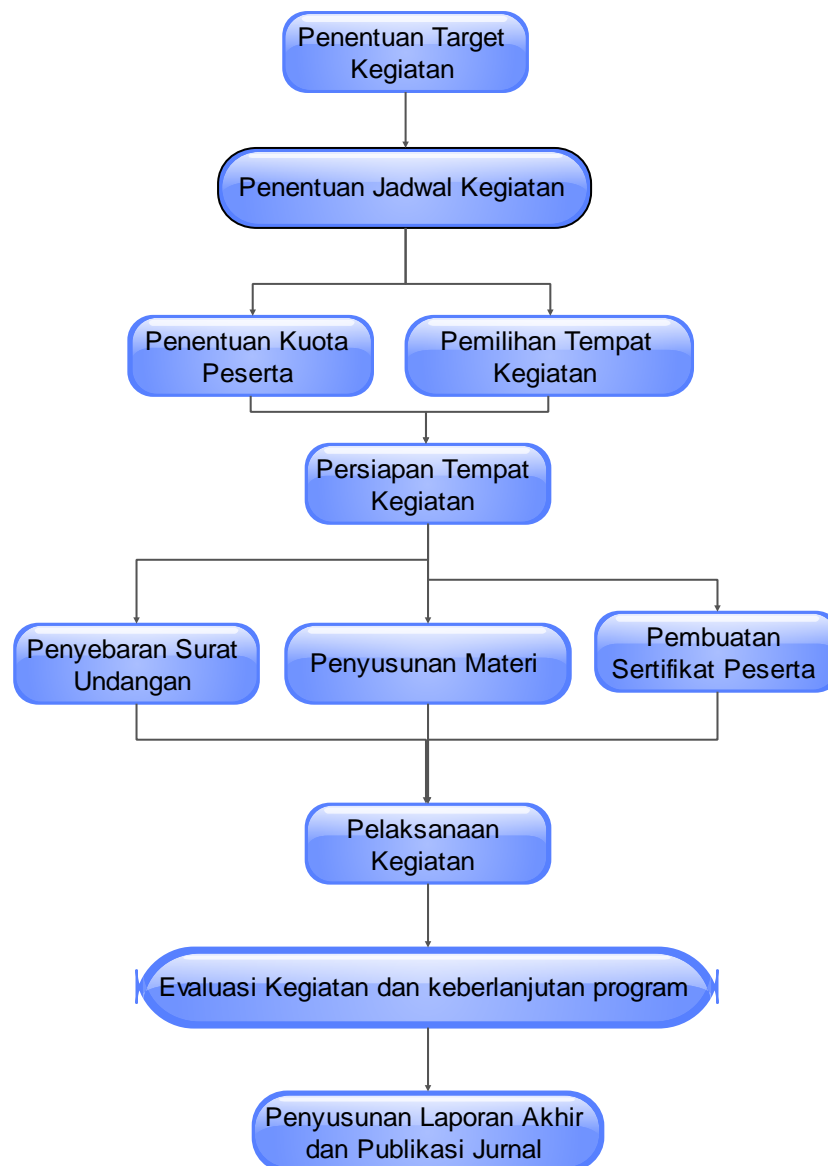 Penentuan Target
Kegiatan
Penentuan Jadwal Kegiatan
Penentuan Kuota
Peserta
Pemilihan Tempat
Kegiatan
Persiapan Tempat
Kegiatan
Penyebaran Surat
Undangan
Penyusunan Materi
Pembuatan
Sertifikat Peserta
Pelaksanaan
Kegiatan
Evaluasi Kegiatan dan keberlanjutan program
Penyusunan Laporan Akhir
dan Publikasi Jurnal